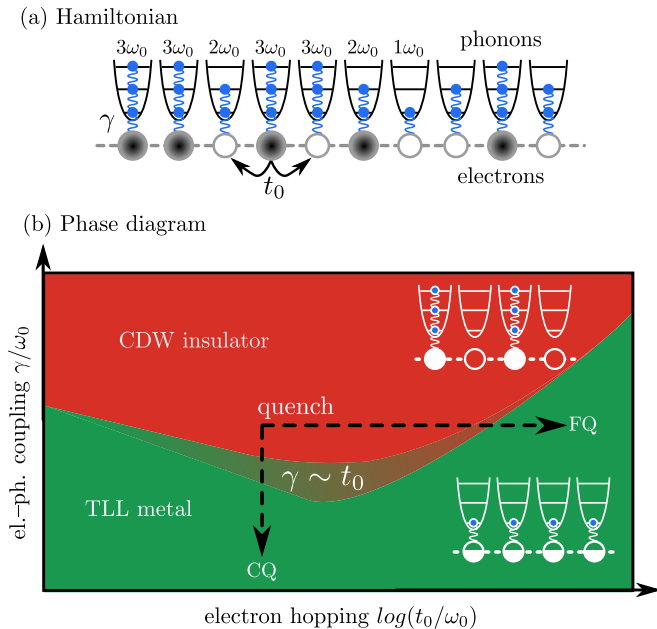 (a) Hamiltonian
3ω₀ 3ω₀ 2ω₀ 3ω₀ 3ω₀ 2ω₀ 1ω₀ phonons
γ
t₀ electrons
(b) Phase diagram
CDW insulator
quench
FQ
γ ∼ t₀
TLL metal
CQ
el.–ph. coupling γ/ω₀
electron hopping log(t₀/ω₀)